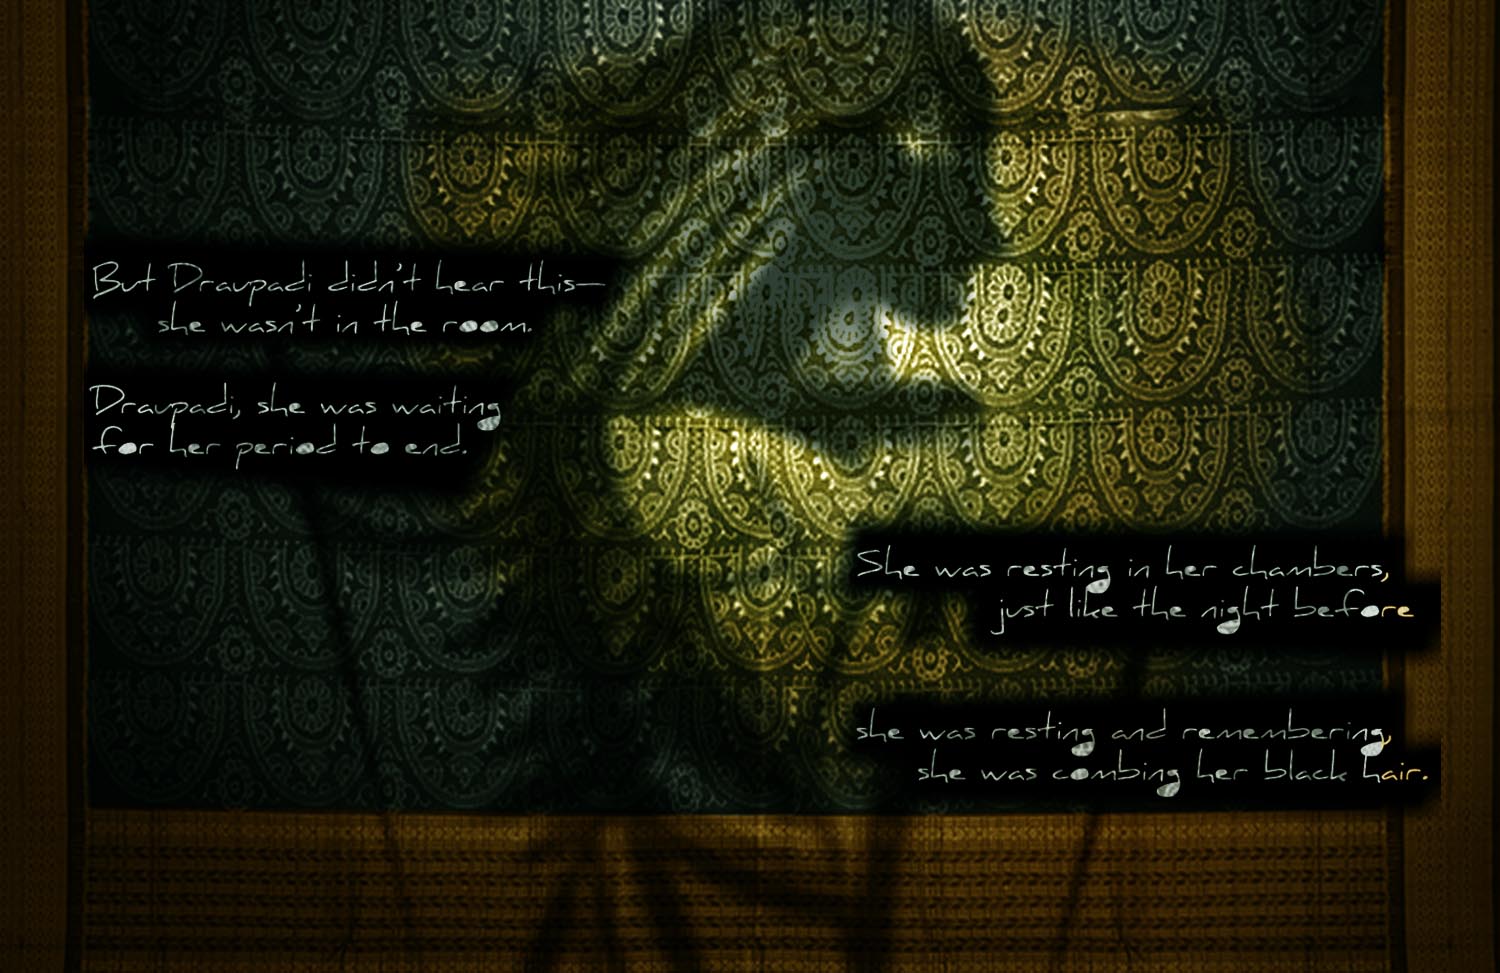 But Draupadi didn't hear this—
she wasn't in the room.
Draupadi, she was waiting
for her period to end.
She was resting in her chambers,
just like the night before
she was resting and remembering,
she was combing her black hair.